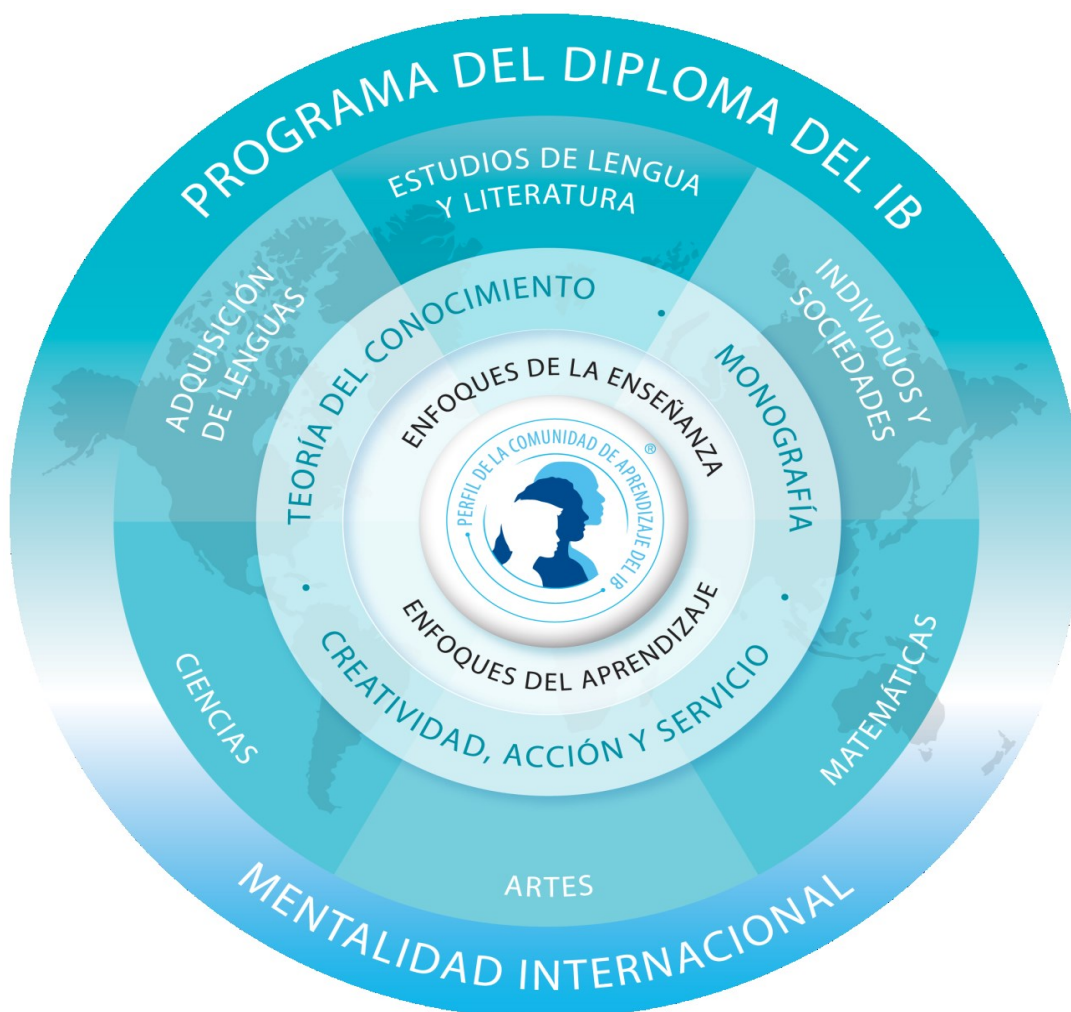 PROGRAMA DEL DIPLOMA DEL IB
ESTUDIOS DE LENGUA
Y LITERATURA
ADQUISICIÓN
DE LENGUAS
INDIVIDUOS Y
SOCIEDADES
TEORÍA DEL CONOCIMIENTO
•
MONOGRAFÍA
•
ENFOQUES DE LA ENSEÑANZA
• PERFIL DE LA COMUNIDAD DE APRENDIZAJE DEL IB •
®
ENFOQUES DEL APRENDIZAJE
•
CREATIVIDAD, ACCIÓN Y SERVICIO
CIENCIAS
MATEMÁTICAS
ARTES
MENTALIDAD INTERNACIONAL